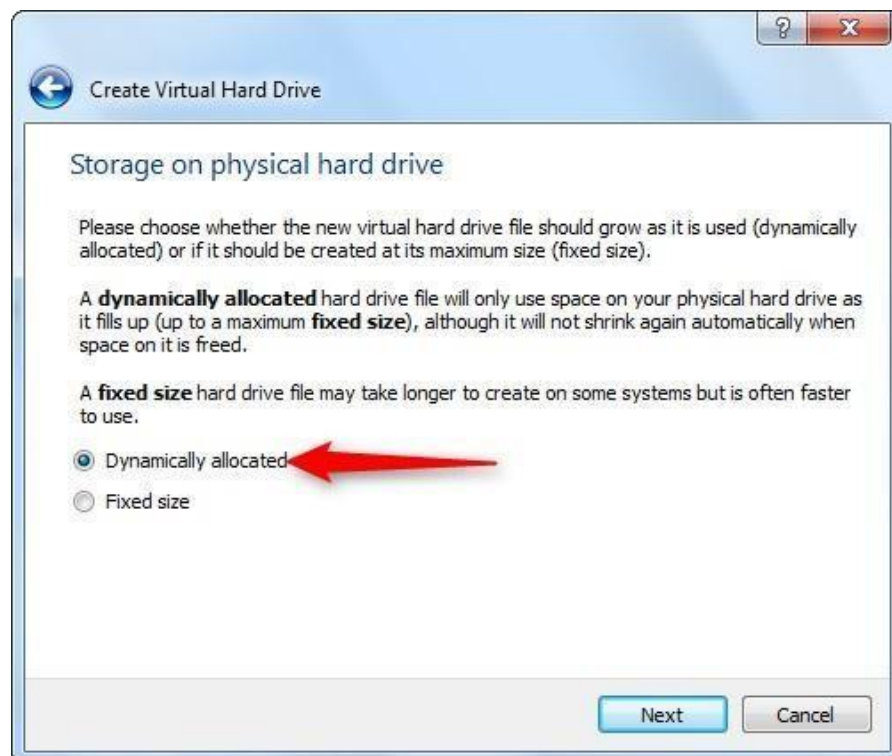 Create Virtual Hard Drive
Storage on physical hard drive
Please choose whether the new virtual hard drive file should grow as it is used (dynamically
allocated) or if it should be created at its maximum size (fixed size).
A dynamically allocated hard drive file will only use space on your physical hard drive as
it fills up (up to a maximum fixed size), although it will not shrink again automatically when
space on it is freed.
A fixed size hard drive file may take longer to create on some systems but is often faster
to use.
Dynamically allocated
Fixed size
Next Cancel